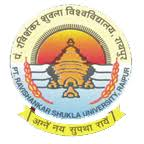 पं. रविशंकर शुक्ल विश्वविद्यालय, रायपुर
PT. RAVISHANKAR SHUKLA UNIVERSITY, RAIPUR
अग्ने नय सुपथा राये